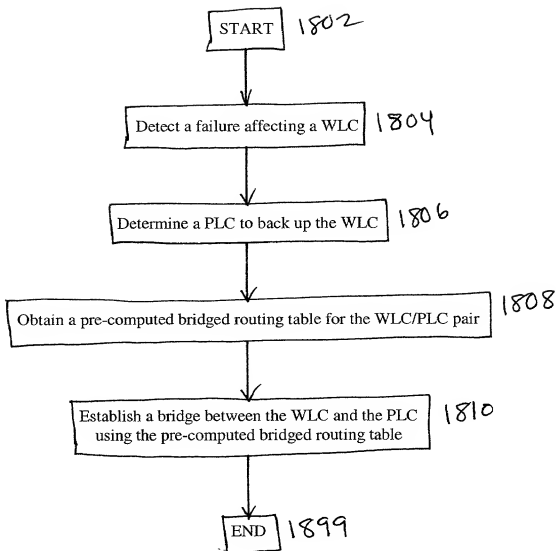 START 1802
Detect a failure affecting a WLC 1804
Determine a PLC to back up the WLC 1806
Obtain a pre-computed bridged routing table for the WLC/PLC pair 1808
Establish a bridge between the WLC and the PLC 1810
using the pre-computed bridged routing table
END 1899